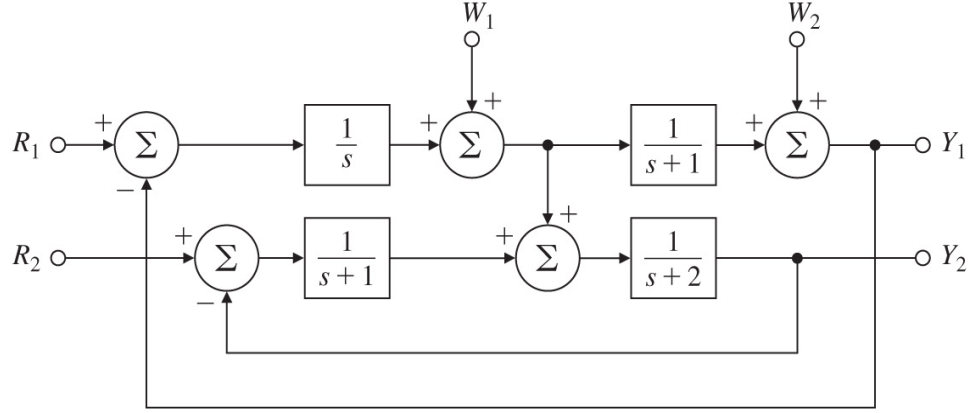 W₁ W₂
+ + + +
R₁ + Σ 1/s + Σ 1/(s + 1) + Σ Y₁
−
R₂ + Σ 1/(s + 1) + Σ 1/(s + 2) Y₂
−